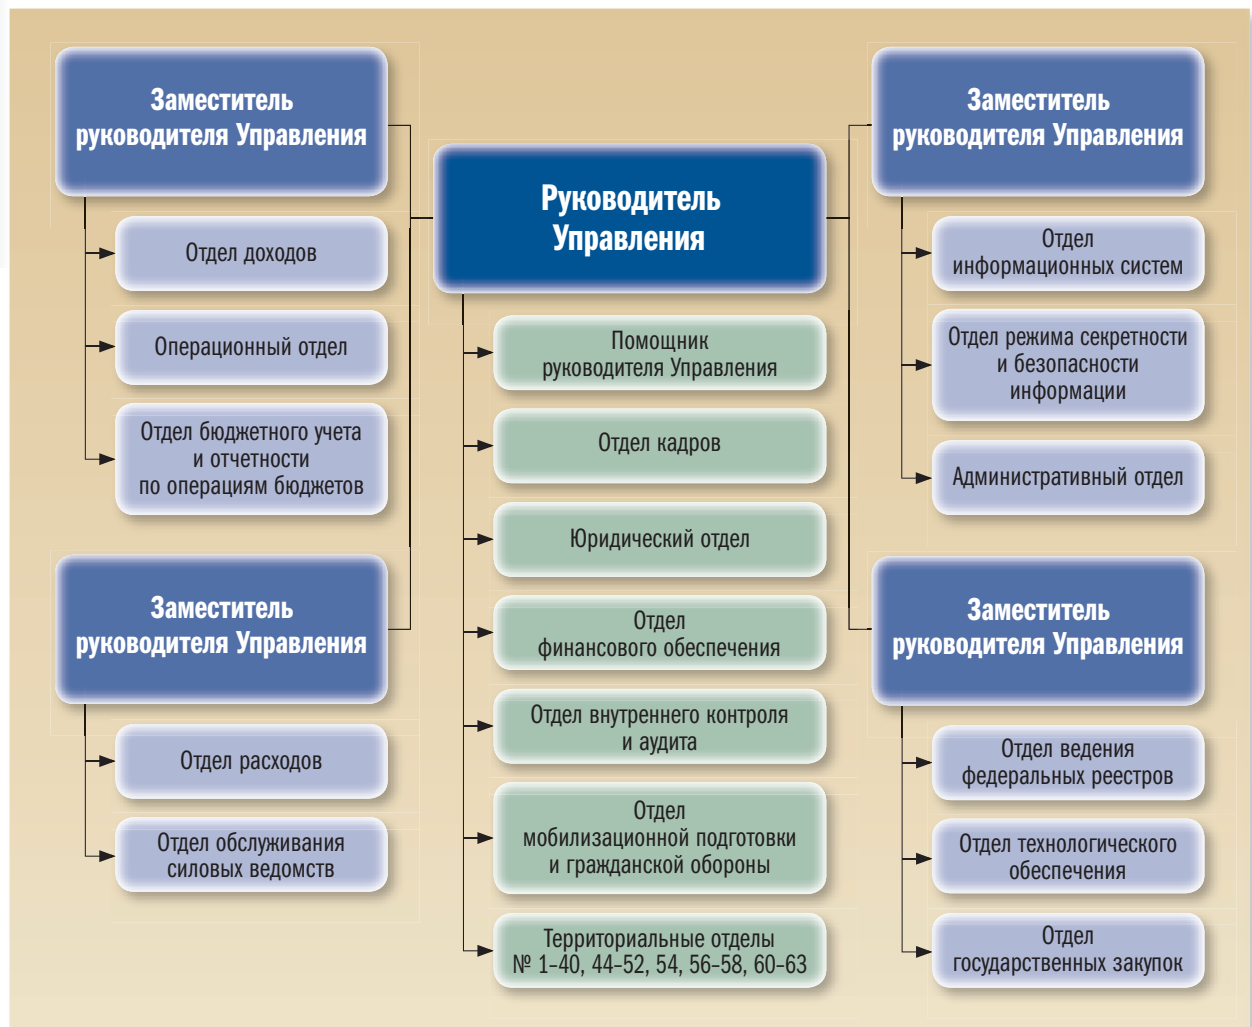 Заместитель
руководителя Управления
Отдел доходов
Операционный отдел
Отдел бюджетного учета
и отчетности
по операциям бюджетов
Заместитель
руководителя Управления
Отдел расходов
Отдел обслуживания
силовых ведомств
Руководитель
Управления
Помощник
руководителя Управления
Отдел кадров
Юридический отдел
Отдел
финансового обеспечения
Отдел внутреннего контроля
и аудита
Отдел
мобилизационной подготовки
и гражданской обороны
Территориальные отделы
№ 1–40, 44–52, 54, 56–58, 60–63
Заместитель
руководителя Управления
Отдел
информационных систем
Отдел режима секретности
и безопасности
информации
Административный отдел
Заместитель
руководителя Управления
Отдел ведения
федеральных реестров
Отдел технологического
обеспечения
Отдел
государственных закупок